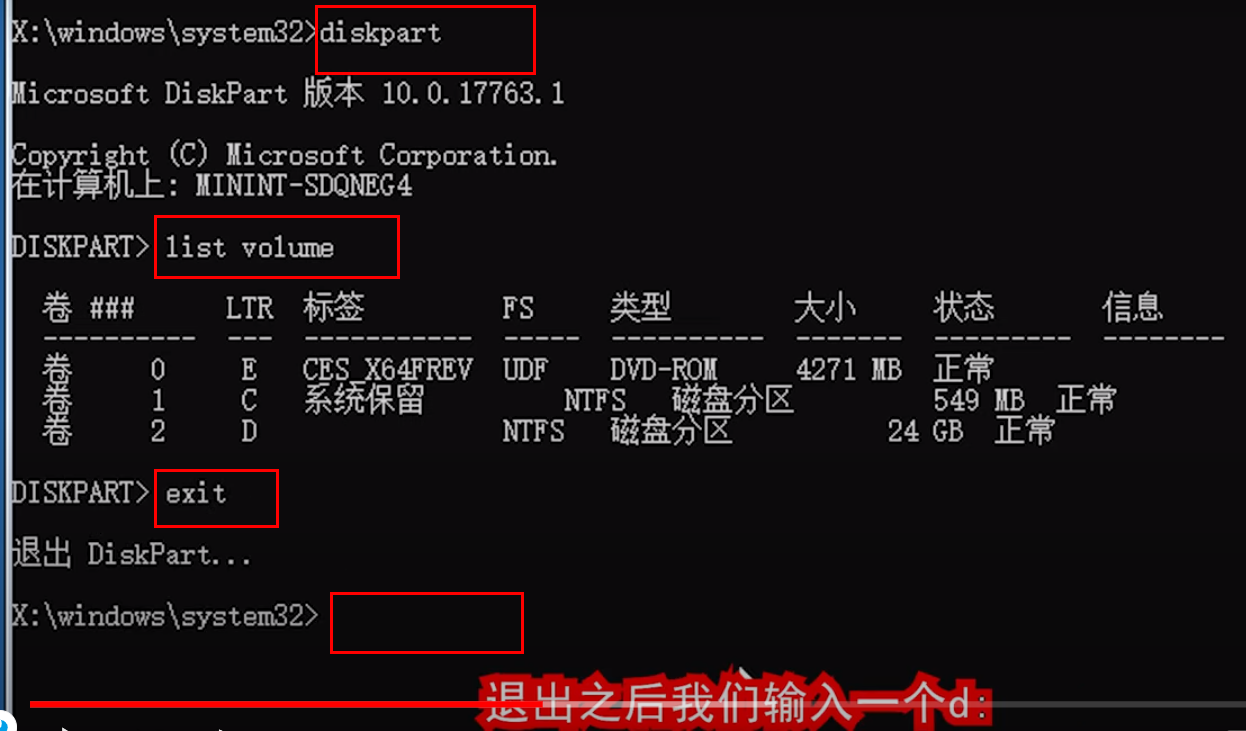 X:\windows\system32>diskpart
Microsoft DiskPart 版本 10.0.17763.1
Copyright (C) Microsoft Corporation.
在计算机上: MININT-SDQNEG4
DISKPART> list volume
卷 ### LTR 标签 FS 类型 大小 状态 信息
---------- --- ----------- ----- ---------- ------- --------- --------
卷 0 E CES_X64FREV UDF DVD-ROM 4271 MB 正常
卷 1 C 系统保留 NTFS 磁盘分区 549 MB 正常
卷 2 D NTFS 磁盘分区 24 GB 正常
DISKPART> exit
退出 DiskPart...
X:\windows\system32>
退出之后我们输入一个d: